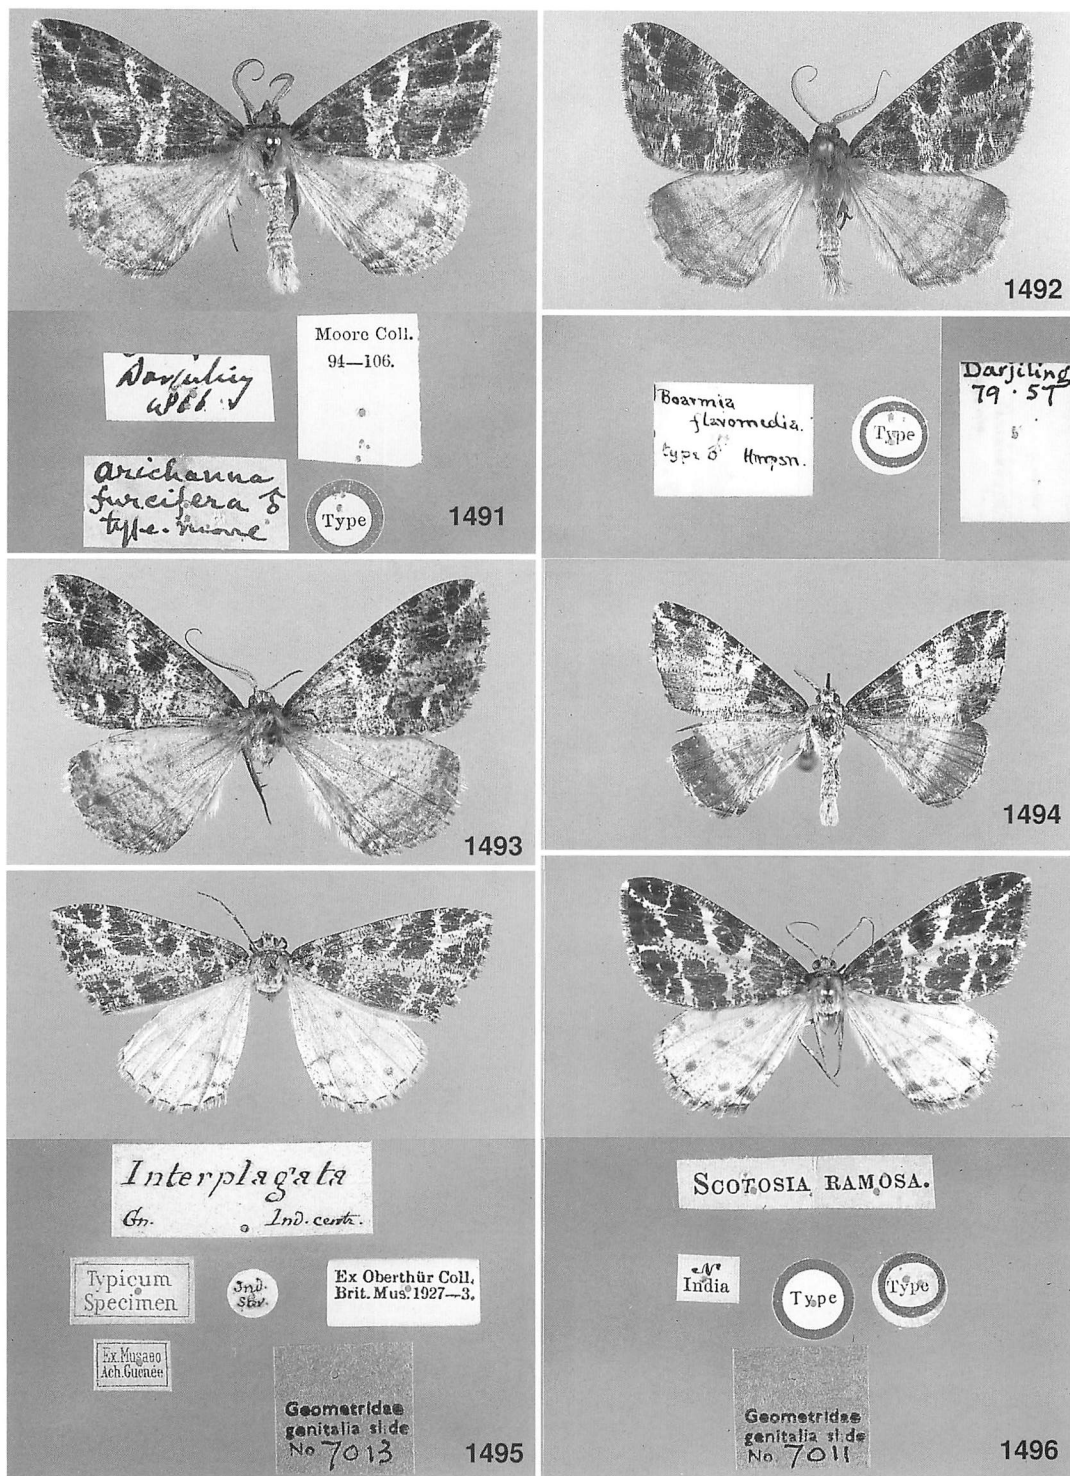 1492
Moore Coll.
94—106.
Darjiling
arichanna
furcifera ♂
type. moore
Type
1491
Boarmia
flavomedia.
type ♂ Hmpsn.
Type
Darjiling
79·57
1493
1494
Interplagata
Gn. Ind. centr.
Typicum
Specimen
Ind.
Ex Oberthür Coll.
Brit. Mus. 1927—3.
Ex Musaeo
Ach. Guenée
Geometridae
genitalia slide
No 7013
1495
SCOTOSIA RAMOSA.
N
India
Type
Type
Geometridae
genitalia slide
No 7011
1496